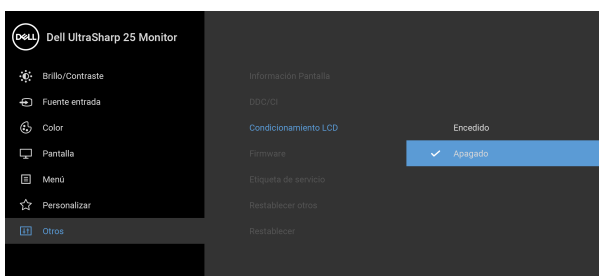 DELL Dell UltraSharp 25 Monitor
Brillo/Contraste
Fuente entrada
Color
Pantalla
Menú
Personalizar
Otros
Información Pantalla
DDC/CI
Condicionamiento LCD
Firmware
Etiqueta de servicio
Restablecer otros
Restablecer
Encedido
Apagado